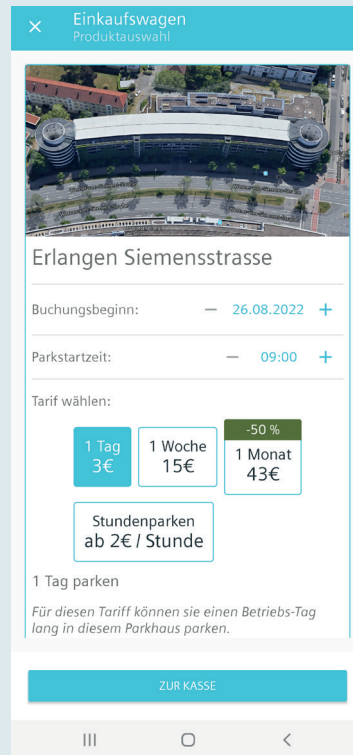 Einkaufswagen
Produktauswahl
Erlangen Siemensstrasse
Buchungsbeginn: — 26.08.2022 +
Parkstartzeit: — 09:00 +
Tarif wählen:
1 Tag
3€
1 Woche
15€
-50 %
1 Monat
43€
Stundenparken
ab 2€ / Stunde
1 Tag parken
Für diesen Tariff können sie einen Betriebs-Tag
lang in diesem Parkhaus parken.
ZUR KASSE